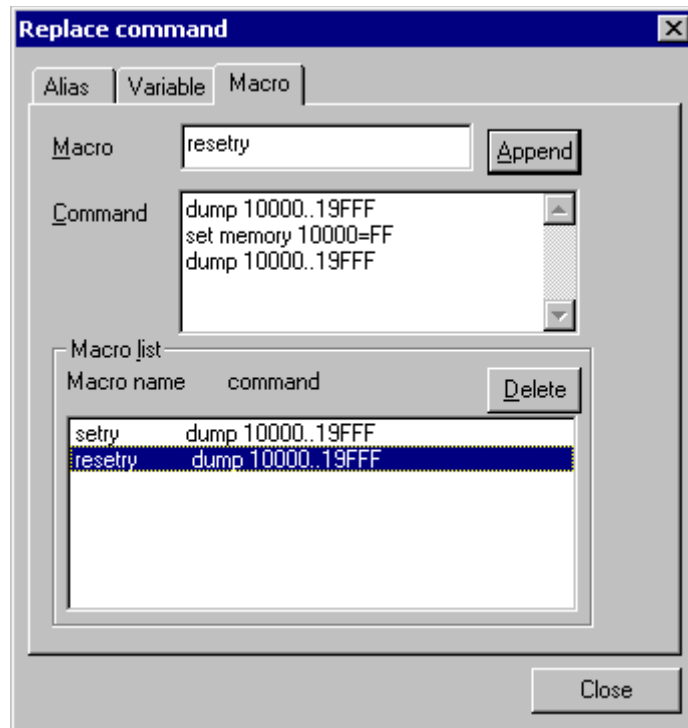 Replace command
Alias Variable Macro
Macro resetry Append
Command
dump 10000..19FFF
set memory 10000=FF
dump 10000..19FFF
Macro list
Macro name command Delete
setry dump 10000..19FFF
resetry dump 10000..19FFF
Close